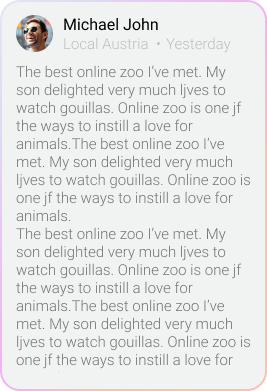 Michael John
Local Austria • Yesterday
The best online zoo I’ve met. My
son delighted very much ljves to
watch gouillas. Online zoo is one jf
the ways to instill a love for
animals.The best online zoo I’ve
met. My son delighted very much
ljves to watch gouillas. Online zoo is
one jf the ways to instill a love for
animals.
The best online zoo I’ve met. My
son delighted very much ljves to
watch gouillas. Online zoo is one jf
the ways to instill a love for
animals.The best online zoo I’ve
met. My son delighted very much
ljves to watch gouillas. Online zoo is
one jf the ways to instill a love for